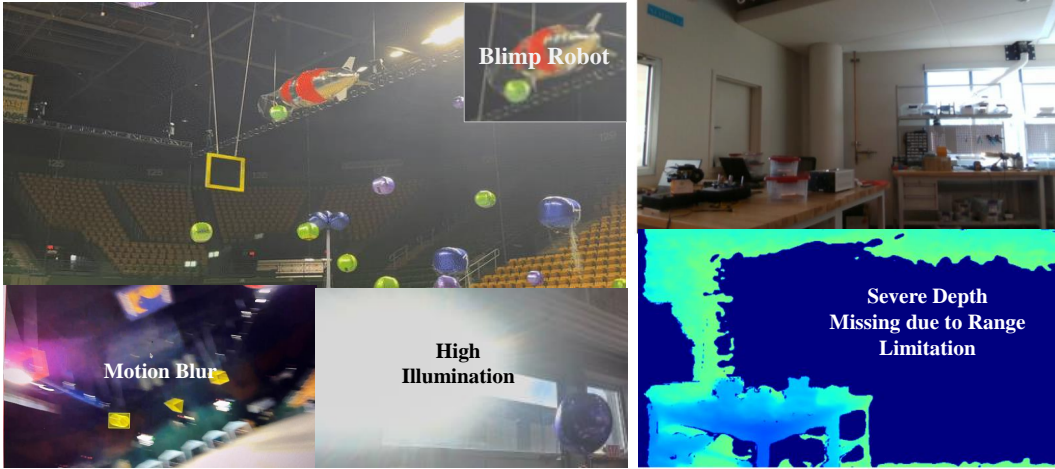 Blimp Robot
Motion Blur
High
Illumination
Severe Depth
Missing due to Range
Limitation